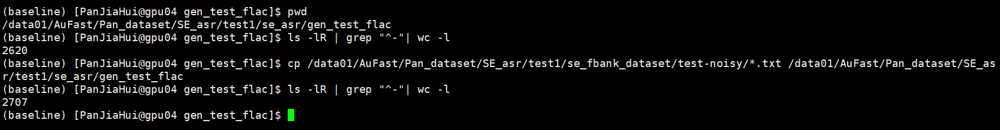 (baseline) [PanJiaHui@gpu04 gen_test_flac]$ pwd
/data01/AuFast/Pan_dataset/SE_asr/test1/se_asr/gen_test_flac
(baseline) [PanJiaHui@gpu04 gen_test_flac]$ ls -lR | grep "^-"| wc -l
2620
(baseline) [PanJiaHui@gpu04 gen_test_flac]$ cp /data01/AuFast/Pan_dataset/SE_asr/test1/se_fbank_dataset/test-noisy/*.txt /data01/AuFast/Pan_dataset/SE_as
r/test1/se_asr/gen_test_flac
(baseline) [PanJiaHui@gpu04 gen_test_flac]$ ls -lR | grep "^-"| wc -l
2707
(baseline) [PanJiaHui@gpu04 gen_test_flac]$